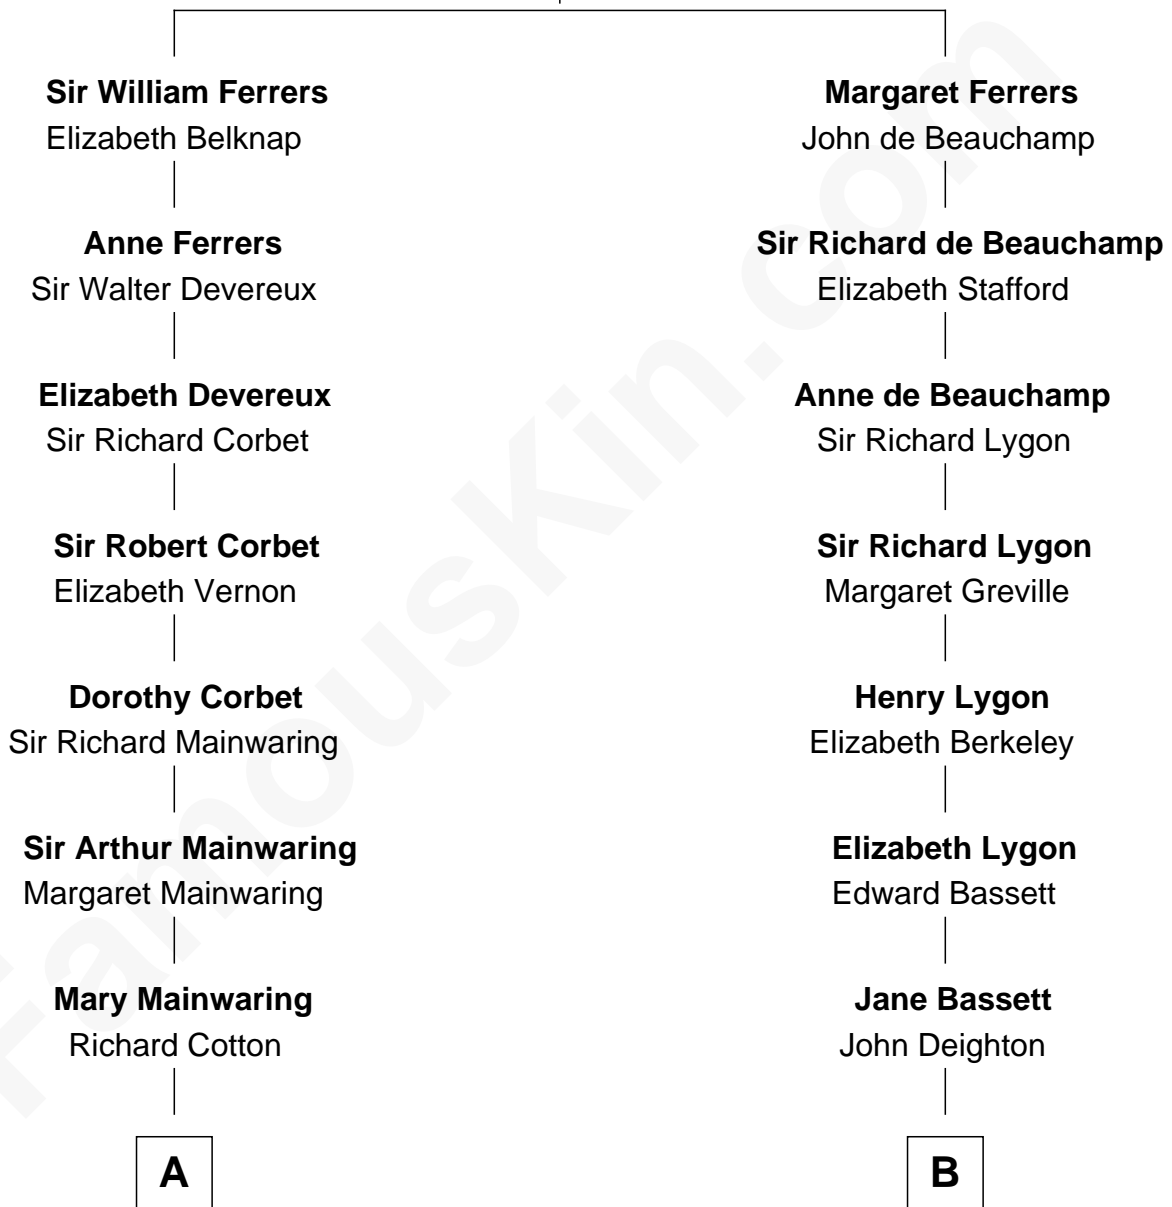 Sir William Ferrers
Elizabeth Belknap
Anne Ferrers
Sir Walter Devereux
Elizabeth Devereux
Sir Richard Corbet
Sir Robert Corbet
Elizabeth Vernon
Dorothy Corbet
Sir Richard Mainwaring
Sir Arthur Mainwaring
Margaret Mainwaring
Mary Mainwaring
Richard Cotton
A
Margaret Ferrers
John de Beauchamp
Sir Richard de Beauchamp
Elizabeth Stafford
Anne de Beauchamp
Sir Richard Lygon
Sir Richard Lygon
Margaret Greville
Henry Lygon
Elizabeth Berkeley
Elizabeth Lygon
Edward Bassett
Jane Bassett
John Deighton
B
FamousKin.com